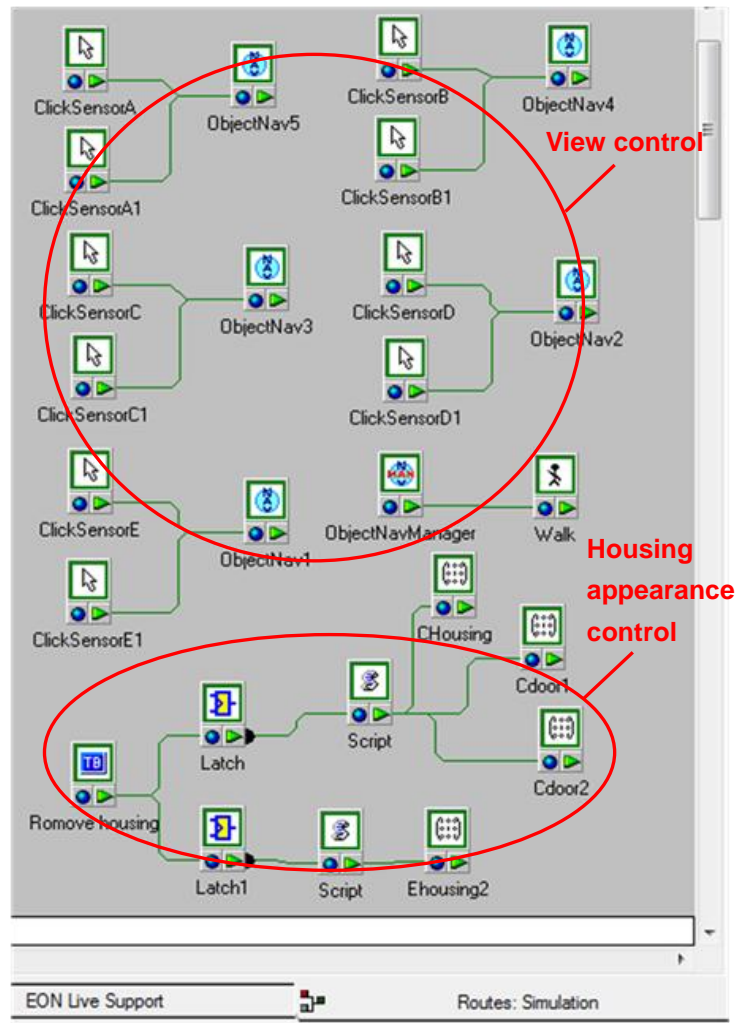 ClickSensorA
ObjectNav5
ClickSensorB
ObjectNav4
View control
ClickSensorA1
ClickSensorB1
ClickSensorC
ObjectNav3
ClickSensorD
ObjectNav2
ClickSensorC1
ClickSensorD1
ClickSensorE
ObjectNav1
ObjectNavManager
Walk
Housing
appearance
control
ClickSensorE1
CHousing
Cdoor1
Latch
Script
Cdoor2
TB
Romove housing
Latch1
Script
Ehousing2
EON Live Support
Routes: Simulation